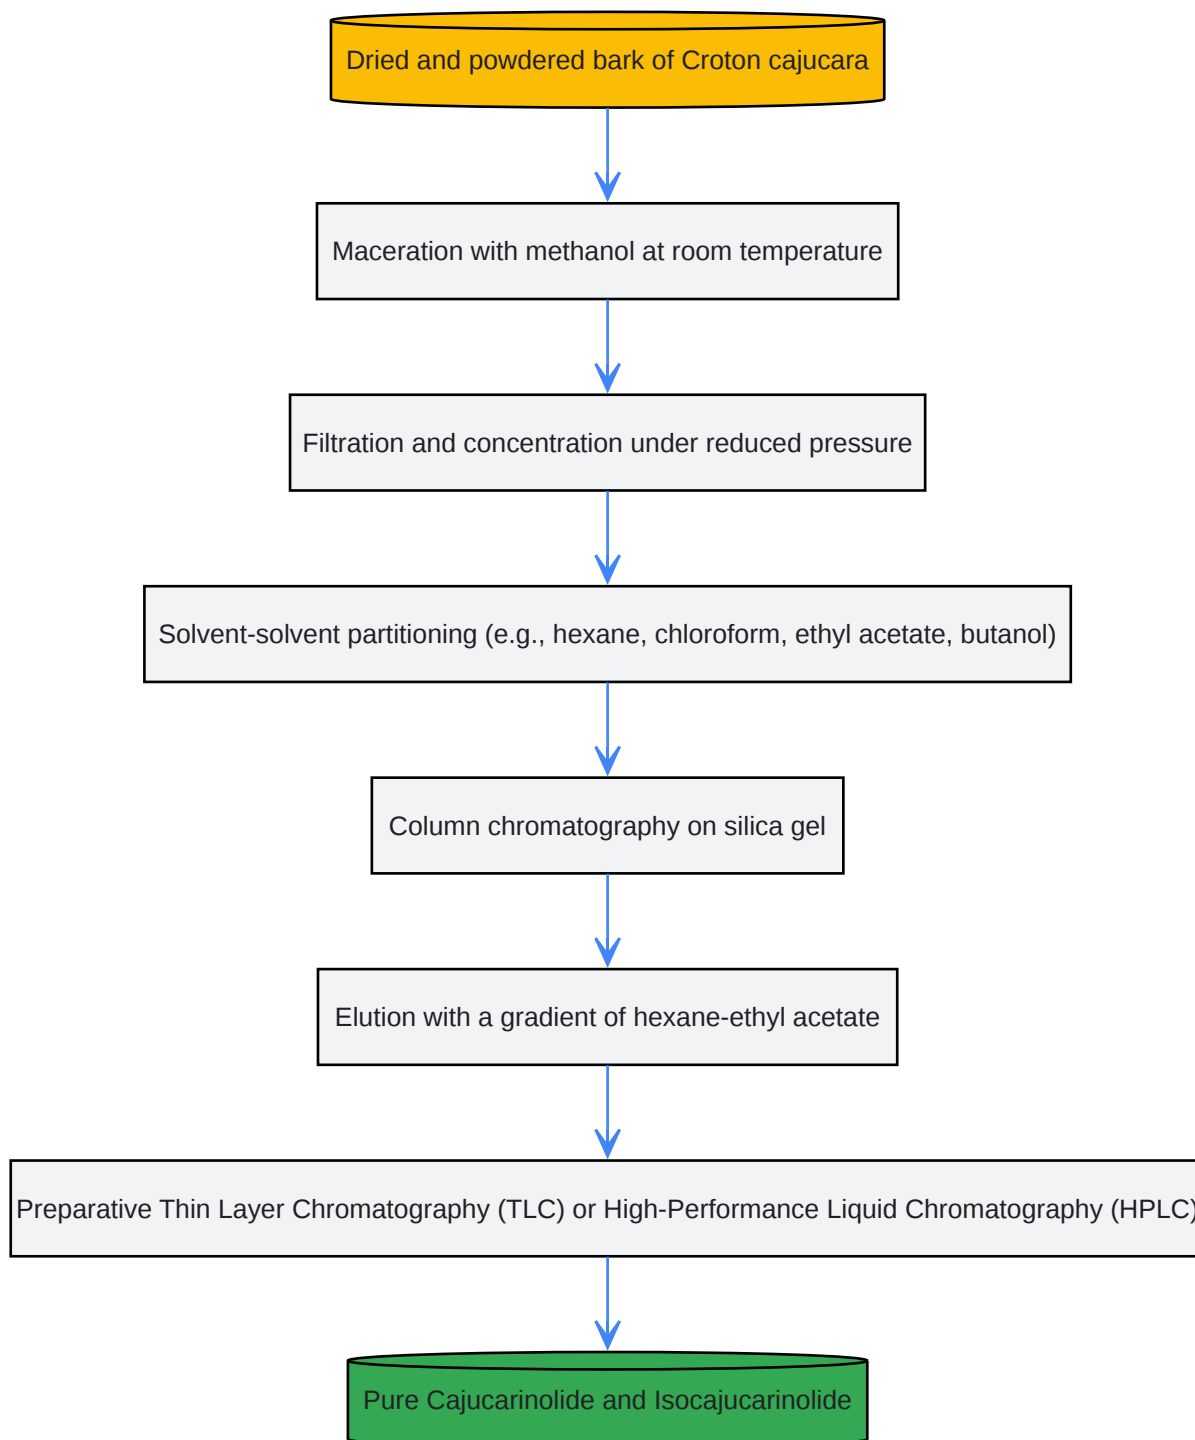 Dried and powdered bark of Croton cajucara
Maceration with methanol at room temperature
Filtration and concentration under reduced pressure
Solvent-solvent partitioning (e.g., hexane, chloroform, ethyl acetate, butanol)
Column chromatography on silica gel
Elution with a gradient of hexane-ethyl acetate
Preparative Thin Layer Chromatography (TLC) or High-Performance Liquid Chromatography (HPLC)
Pure Cajucarinolide and Isocajucarinolide